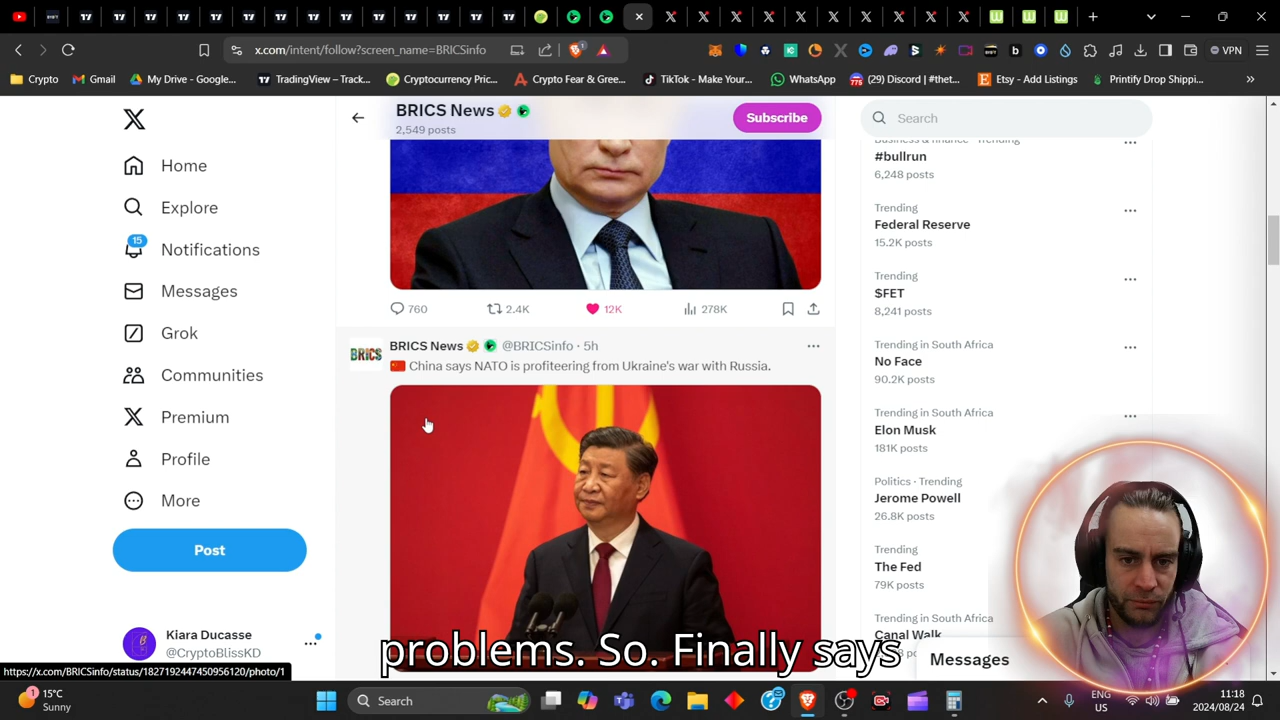 x.com/intent/follow?screen_name=BRICSinfo
VPN
Crypto
Gmail
My Drive - Google...
TradingView – Track...
Cryptocurrency Pric...
Crypto Fear & Gree...
TikTok - Make Your...
WhatsApp
(29) Discord | #thet...
Etsy - Add Listings
Printify Drop Shippi...
BRICS News
2,549 posts
Subscribe
Search
Home
Explore
15
Notifications
Messages
Grok
Communities
Premium
Profile
More
Post
Kiara Ducasse
@CryptoBlissKD
760
2.4K
12K
278K
BRICS News @BRICSinfo · 5h
China says NATO is profiteering from Ukraine's war with Russia.
Business & finance · Trending
#bullrun
6,248 posts
Trending
Federal Reserve
15.2K posts
Trending
$FET
8,241 posts
Trending in South Africa
No Face
90.2K posts
Trending in South Africa
Elon Musk
181K posts
Politics · Trending
Jerome Powell
26.8K posts
Trending
The Fed
79K posts
Trending in South Africa
Canal Walk
Messages
problems. So. Finally says
https://x.com/BRICSinfo/status/1827192447450956120/photo/1
15°C
Sunny
Search
ENG
US
11:18
2024/08/24